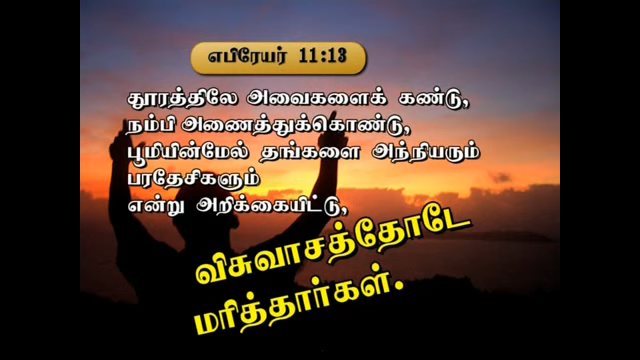 எபிரேயர் 11:13
தூரத்திலே அவைகளைக் கண்டு,
நம்பி அணைத்துக்கொண்டு,
பூமியின்மேல் தங்களை அந்நியரும்
பரதேசிகளும்
என்று அறிக்கையிட்டு,
விசுவாசத்தோடே
மரித்தார்கள்.